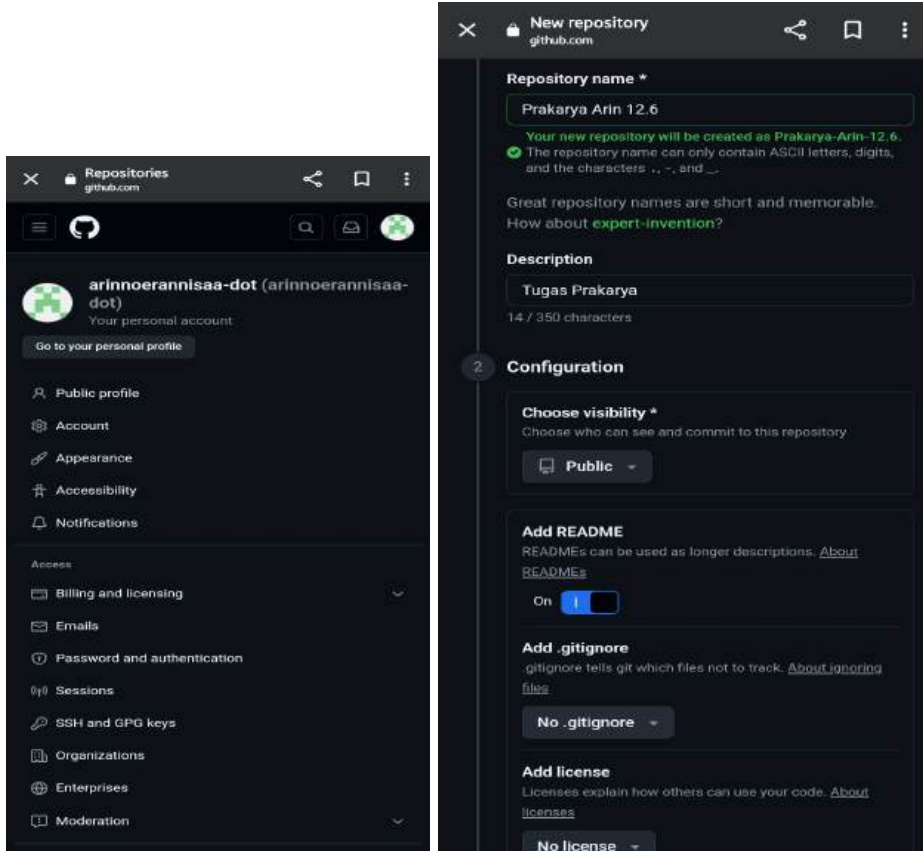 Repositories
github.com
arinnoerannisaa-dot (arinnoerannisaa-
dot)
Your personal account
Go to your personal profile
Public profile
Account
Appearance
Accessibility
Notifications
Access
Billing and licensing
Emails
Password and authentication
Sessions
SSH and GPG keys
Organizations
Enterprises
Moderation
New repository
github.com
Repository name *
Prakarya Arin 12.6
Your new repository will be created as Prakarya-Arin-12.6.
The repository name can only contain ASCII letters, digits,
and the characters ., -, and _.
Great repository names are short and memorable.
How about expert-invention?
Description
Tugas Prakarya
14 / 350 characters
2 Configuration
Choose visibility *
Choose who can see and commit to this repository
Public
Add README
READMEs can be used as longer descriptions. About
READMEs
On
Add .gitignore
.gitignore tells git which files not to track. About ignoring
files
No .gitignore
Add license
Licenses explain how others can use your code. About
licenses
No license